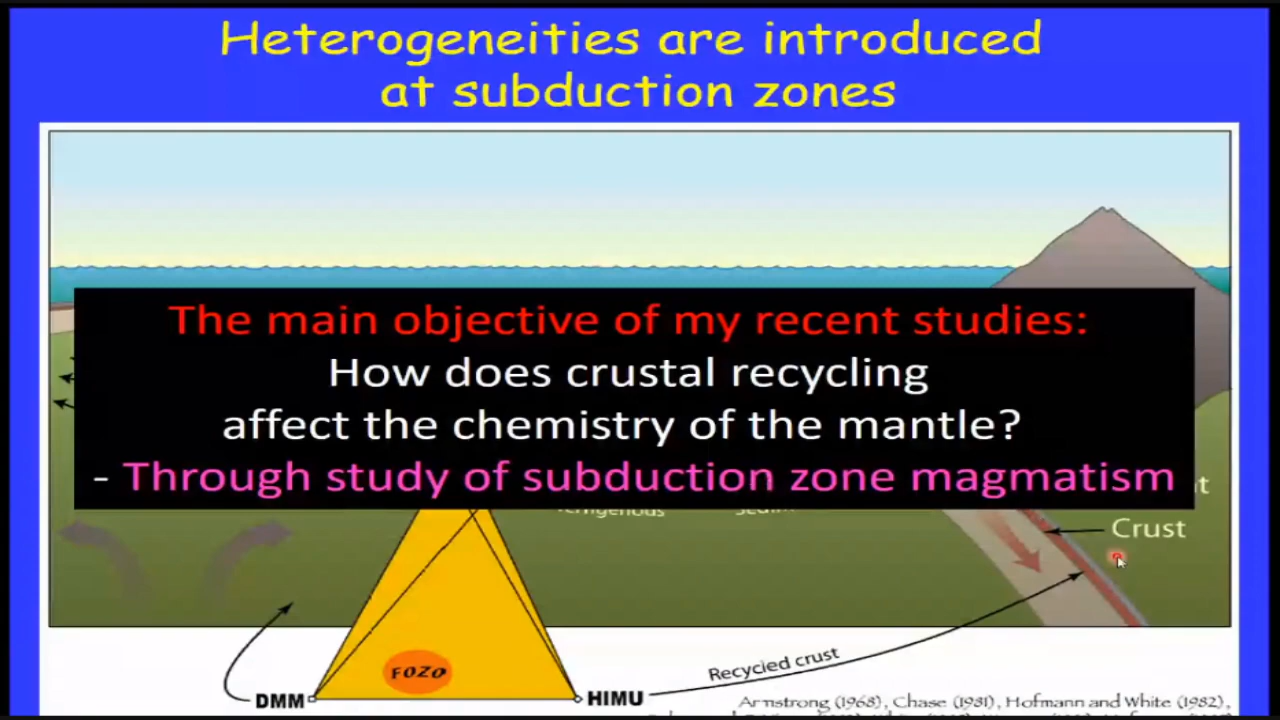 Heterogeneities are introduced
at subduction zones
The main objective of my recent studies:
How does crustal recycling
affect the chemistry of the mantle?
- Through study of subduction zone magmatism
Crust
FOZO
Recycled crust
DMM
HIMU
Armstrong (1968), Chase (1981), Hofmann and White (1982),